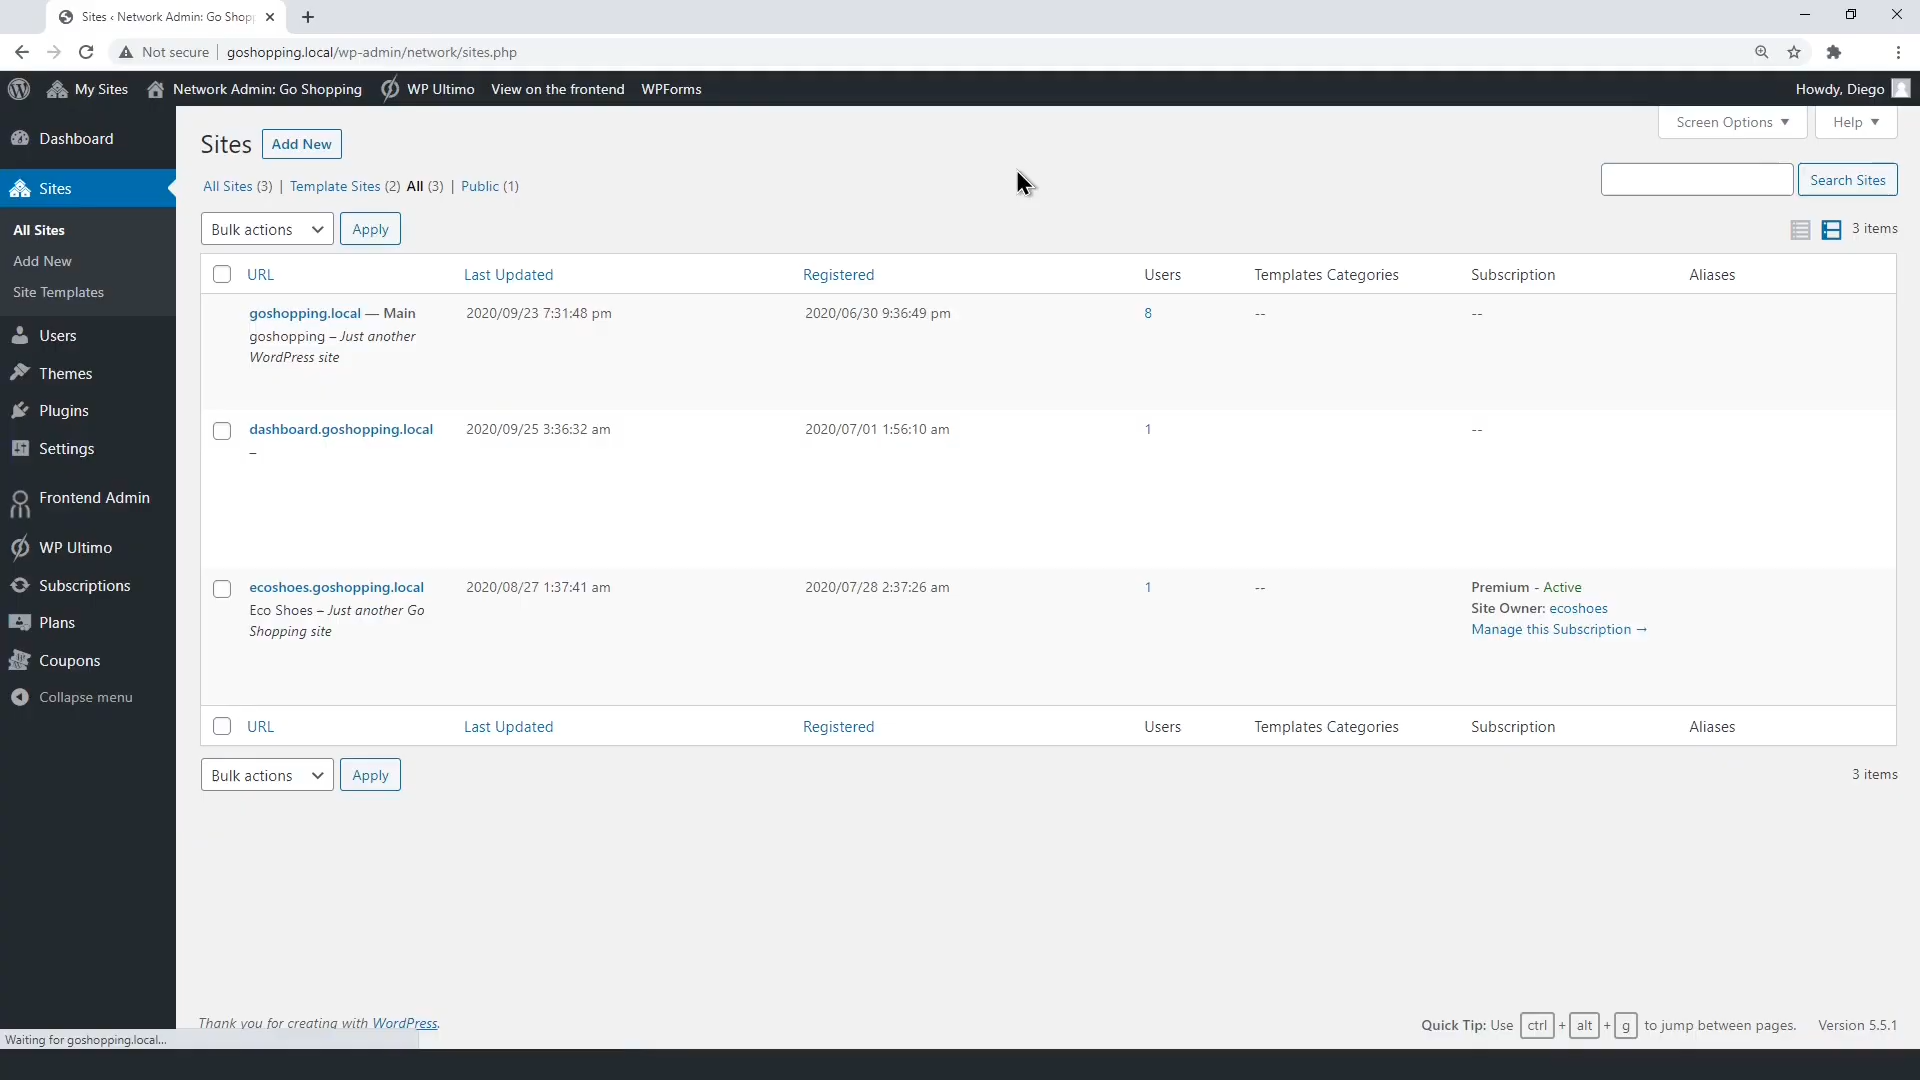 Sites ‹ Network Admin: Go Shopp
Not secure goshopping.local/wp-admin/network/sites.php
My Sites Network Admin: Go Shopping WP Ultimo View on the frontend WPForms Howdy, Diego
Screen Options Help
Dashboard
Sites
All Sites
Add New
Site Templates
Users
Themes
Plugins
Settings
Frontend Admin
WP Ultimo
Subscriptions
Plans
Coupons
Collapse menu
Sites Add New
All Sites (3) | Template Sites (2) All (3) | Public (1)
Search Sites
Bulk actions Apply 3 items
URL Last Updated Registered Users Templates Categories Subscription Aliases
goshopping.local — Main 2020/09/23 7:31:48 pm 2020/06/30 9:36:49 pm 8 -- --
goshopping – Just another
WordPress site
dashboard.goshopping.local 2020/09/25 3:36:32 am 2020/07/01 1:56:10 am 1 --
–
ecoshoes.goshopping.local 2020/08/27 1:37:41 am 2020/07/28 2:37:26 am 1 -- Premium - Active
Eco Shoes – Just another Go Site Owner: ecoshoes
Shopping site Manage this Subscription →
URL Last Updated Registered Users Templates Categories Subscription Aliases
Bulk actions Apply 3 items
Thank you for creating with WordPress. Quick Tip: Use ctrl + alt + g to jump between pages. Version 5.5.1
Waiting for goshopping.local...